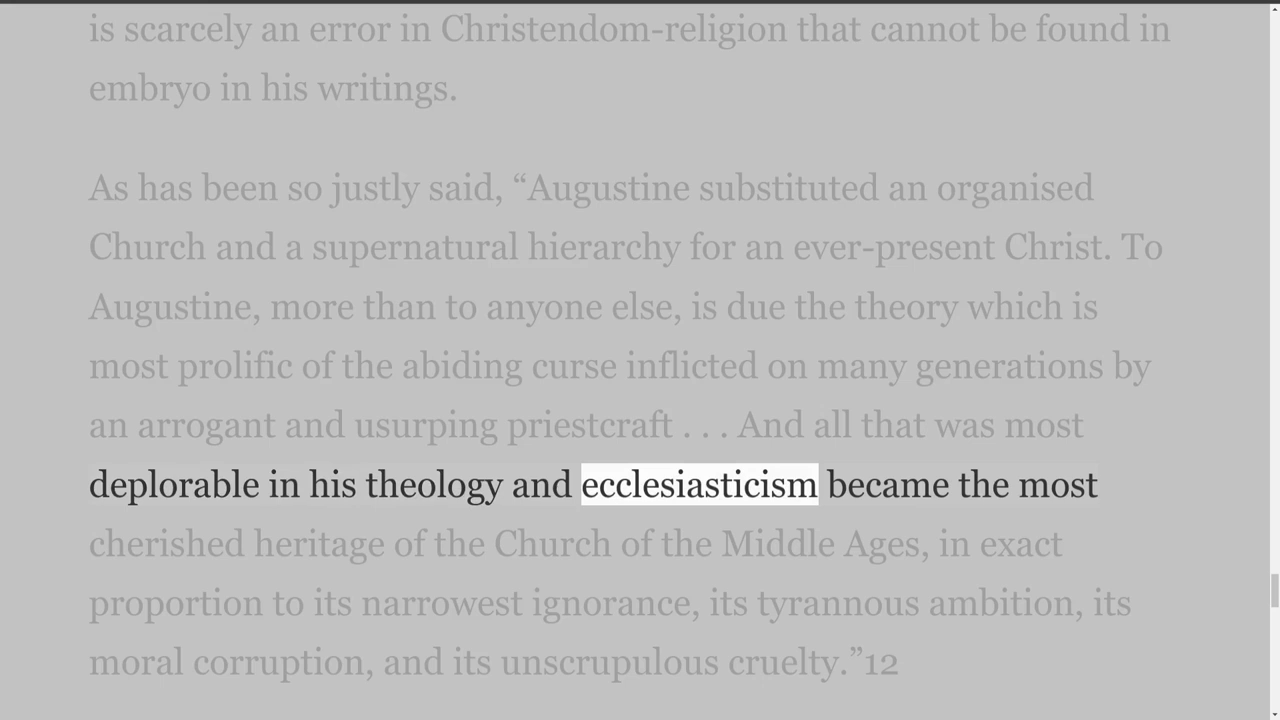 is scarcely an error in Christendom-religion that cannot be found in
embryo in his writings.
As has been so justly said, “Augustine substituted an organised
Church and a supernatural hierarchy for an ever-present Christ. To
Augustine, more than to anyone else, is due the theory which is
most prolific of the abiding curse inflicted on many generations by
an arrogant and usurping priestcraft . . . And all that was most
deplorable in his theology and ecclesiasticism became the most
cherished heritage of the Church of the Middle Ages, in exact
proportion to its narrowest ignorance, its tyrannous ambition, its
moral corruption, and its unscrupulous cruelty.”12